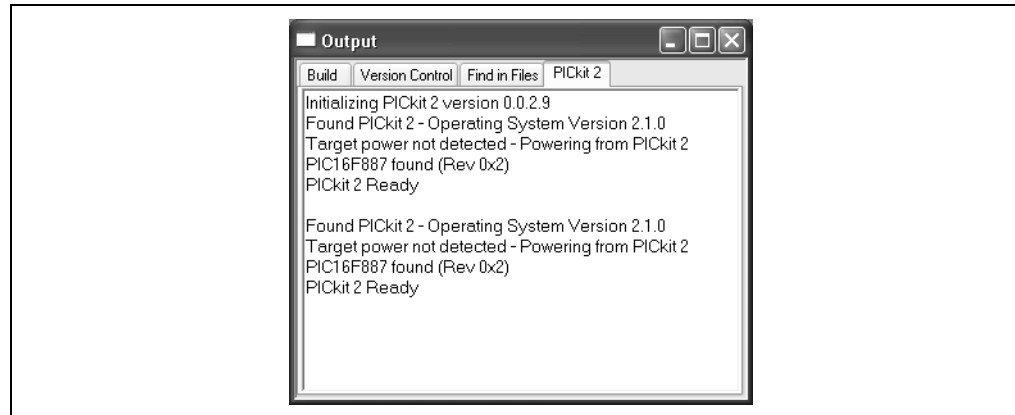 Output
Build Version Control Find in Files PICkit 2
Initializing PICkit 2 version 0.0.2.9
Found PICkit 2 - Operating System Version 2.1.0
Target power not detected - Powering from PICkit 2
PIC16F887 found (Rev 0x2)
PICkit 2 Ready
Found PICkit 2 - Operating System Version 2.1.0
Target power not detected - Powering from PICkit 2
PIC16F887 found (Rev 0x2)
PICkit 2 Ready